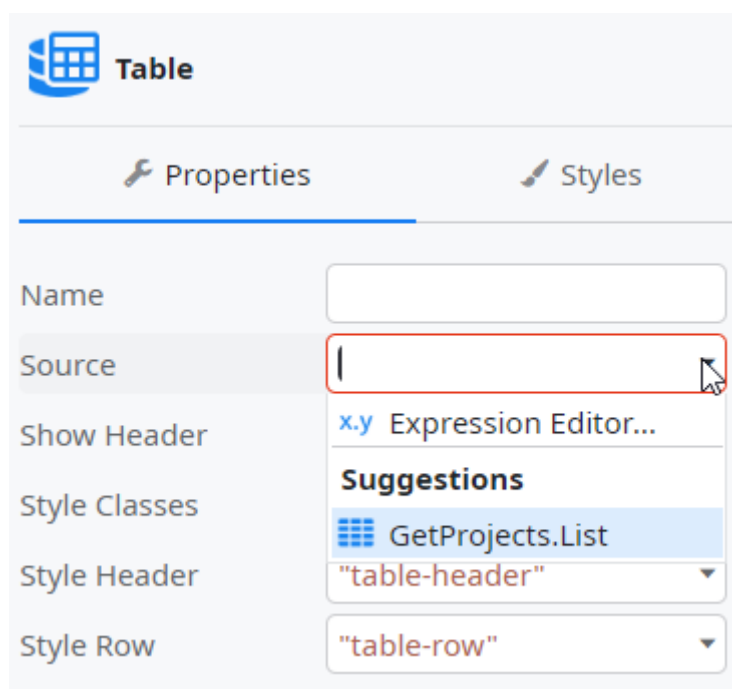 Table
Properties Styles
Name
Source
x.y Expression Editor...
Show Header
Suggestions
Style Classes
GetProjects.List
Style Header "table-header"
Style Row "table-row"